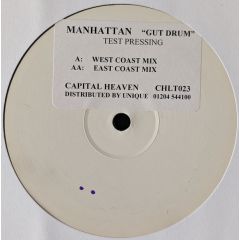 MANHATTAN "GUT DRUM"
TEST PRESSING
A: WEST COAST MIX
AA: EAST COAST MIX
CAPITAL HEAVEN CHLT023
DISTRIBUTED BY UNIQUE 01204 544100